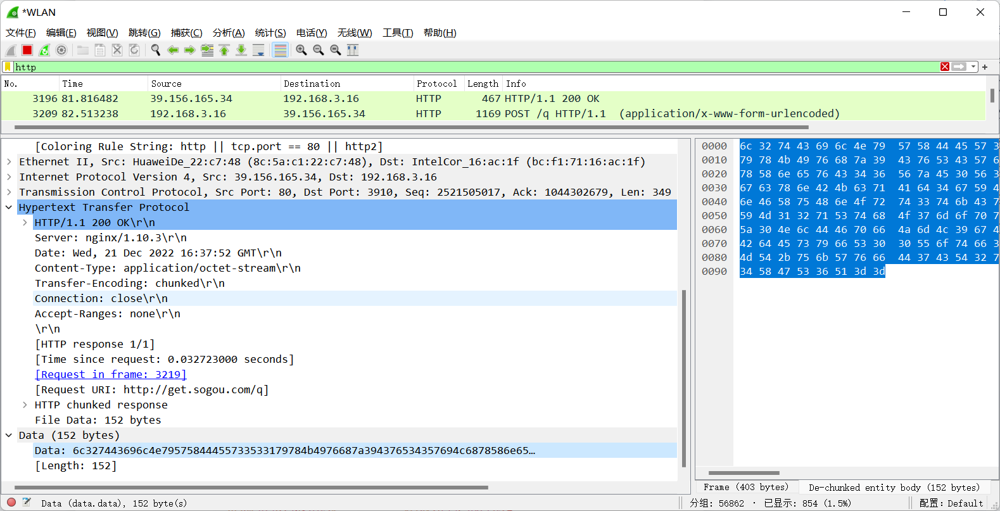 *WLAN
文件(F) 编辑(E) 视图(V) 跳转(G) 捕获(C) 分析(A) 统计(S) 电话(Y) 无线(W) 工具(T) 帮助(H)
http
No. Time Source Destination Protocol Length Info
3196 81.816482 39.156.165.34 192.168.3.16 HTTP 467 HTTP/1.1 200 OK
3209 82.513238 192.168.3.16 39.156.165.34 HTTP 1169 POST /q HTTP/1.1 (application/x-www-form-urlencoded)
[Coloring Rule String: http || tcp.port == 80 || http2]
Ethernet II, Src: HuaweiDe_22:c7:48 (8c:5a:c1:22:c7:48), Dst: IntelCor_16:ac:1f (bc:f1:71:16:ac:1f)
Internet Protocol Version 4, Src: 39.156.165.34, Dst: 192.168.3.16
Transmission Control Protocol, Src Port: 80, Dst Port: 3910, Seq: 2521505017, Ack: 1044302679, Len: 349
Hypertext Transfer Protocol
HTTP/1.1 200 OK\r\n
Server: nginx/1.10.3\r\n
Date: Wed, 21 Dec 2022 16:37:52 GMT\r\n
Content-Type: application/octet-stream\r\n
Transfer-Encoding: chunked\r\n
Connection: close\r\n
Accept-Ranges: none\r\n
\r\n
[HTTP response 1/1]
[Time since request: 0.032723000 seconds]
[Request in frame: 3219]
[Request URI: http://get.sogou.com/q]
HTTP chunked response
File Data: 152 bytes
Data (152 bytes)
Data: 6c327443696c4e79575844455733533179784b4976687a394376534357694c6878586e65…
[Length: 152]
0000 6c 32 74 43 69 6c 4e 79 57 58 44 45 57 3
0010 79 78 4b 49 76 68 7a 39 43 76 53 43 57 6
0020 78 58 6e 65 76 43 34 36 56 7a 45 30 56 3
0030 67 63 78 6e 42 4b 63 71 41 64 34 67 59 4
0040 6e 46 58 75 48 6e 4f 72 74 33 74 6b 43 7
0050 59 4d 31 32 71 53 74 68 4f 37 6d 6f 70 7
0060 5a 30 4e 6c 44 46 70 66 4a 6d 4c 39 67 4
0070 42 64 45 73 79 66 53 30 30 55 6f 74 66 3
0080 4d 54 2b 75 6b 57 76 66 44 37 43 54 32 7
0090 34 58 47 53 36 51 3d 3d
Frame (403 bytes) De-chunked entity body (152 bytes)
Data (data.data), 152 byte(s) 分组: 56862 · 已显示: 854 (1.5%) 配置: Default